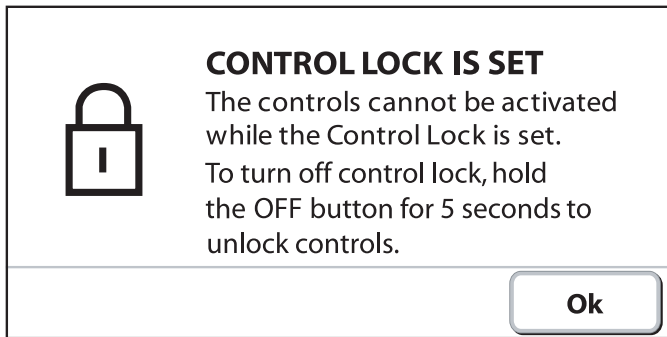 CONTROL LOCK IS SET
The controls cannot be activated
while the Control Lock is set.
To turn off control lock, hold
the OFF button for 5 seconds to
unlock controls.
Ok